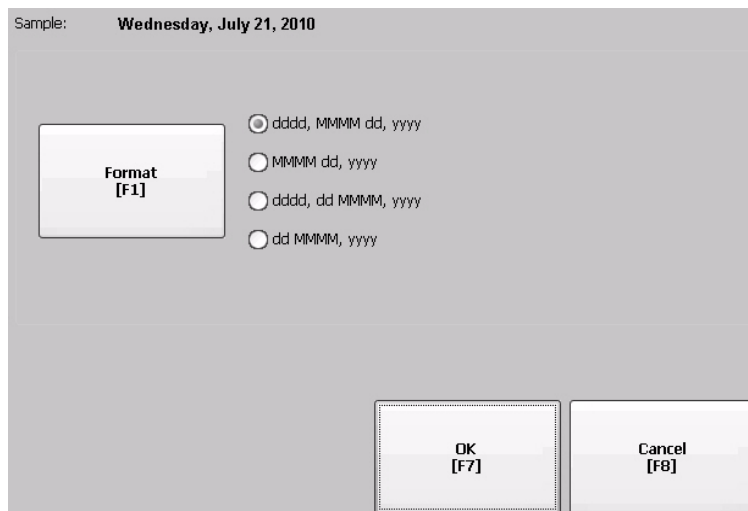 Sample: Wednesday, July 21, 2010
dddd, MMMM dd, yyyy
Format
[F1]
MMMM dd, yyyy
dddd, dd MMMM, yyyy
dd MMMM, yyyy
OK
[F7]
Cancel
[F8]